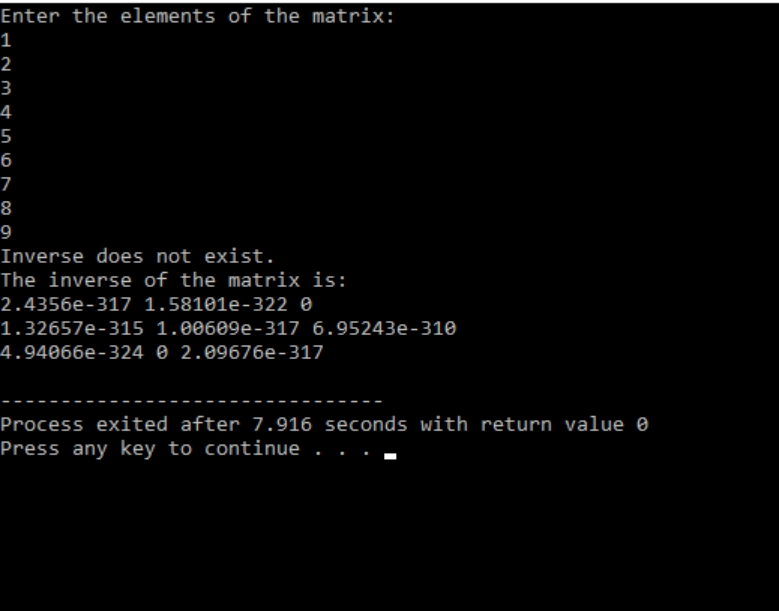 Enter the elements of the matrix:
1
2
3
4
5
6
7
8
9
Inverse does not exist.
The inverse of the matrix is:
2.4356e-317 1.58101e-322 0
1.32657e-315 1.00609e-317 6.95243e-310
4.94066e-324 0 2.09676e-317
--------------------------------
Process exited after 7.916 seconds with return value 0
Press any key to continue . . .